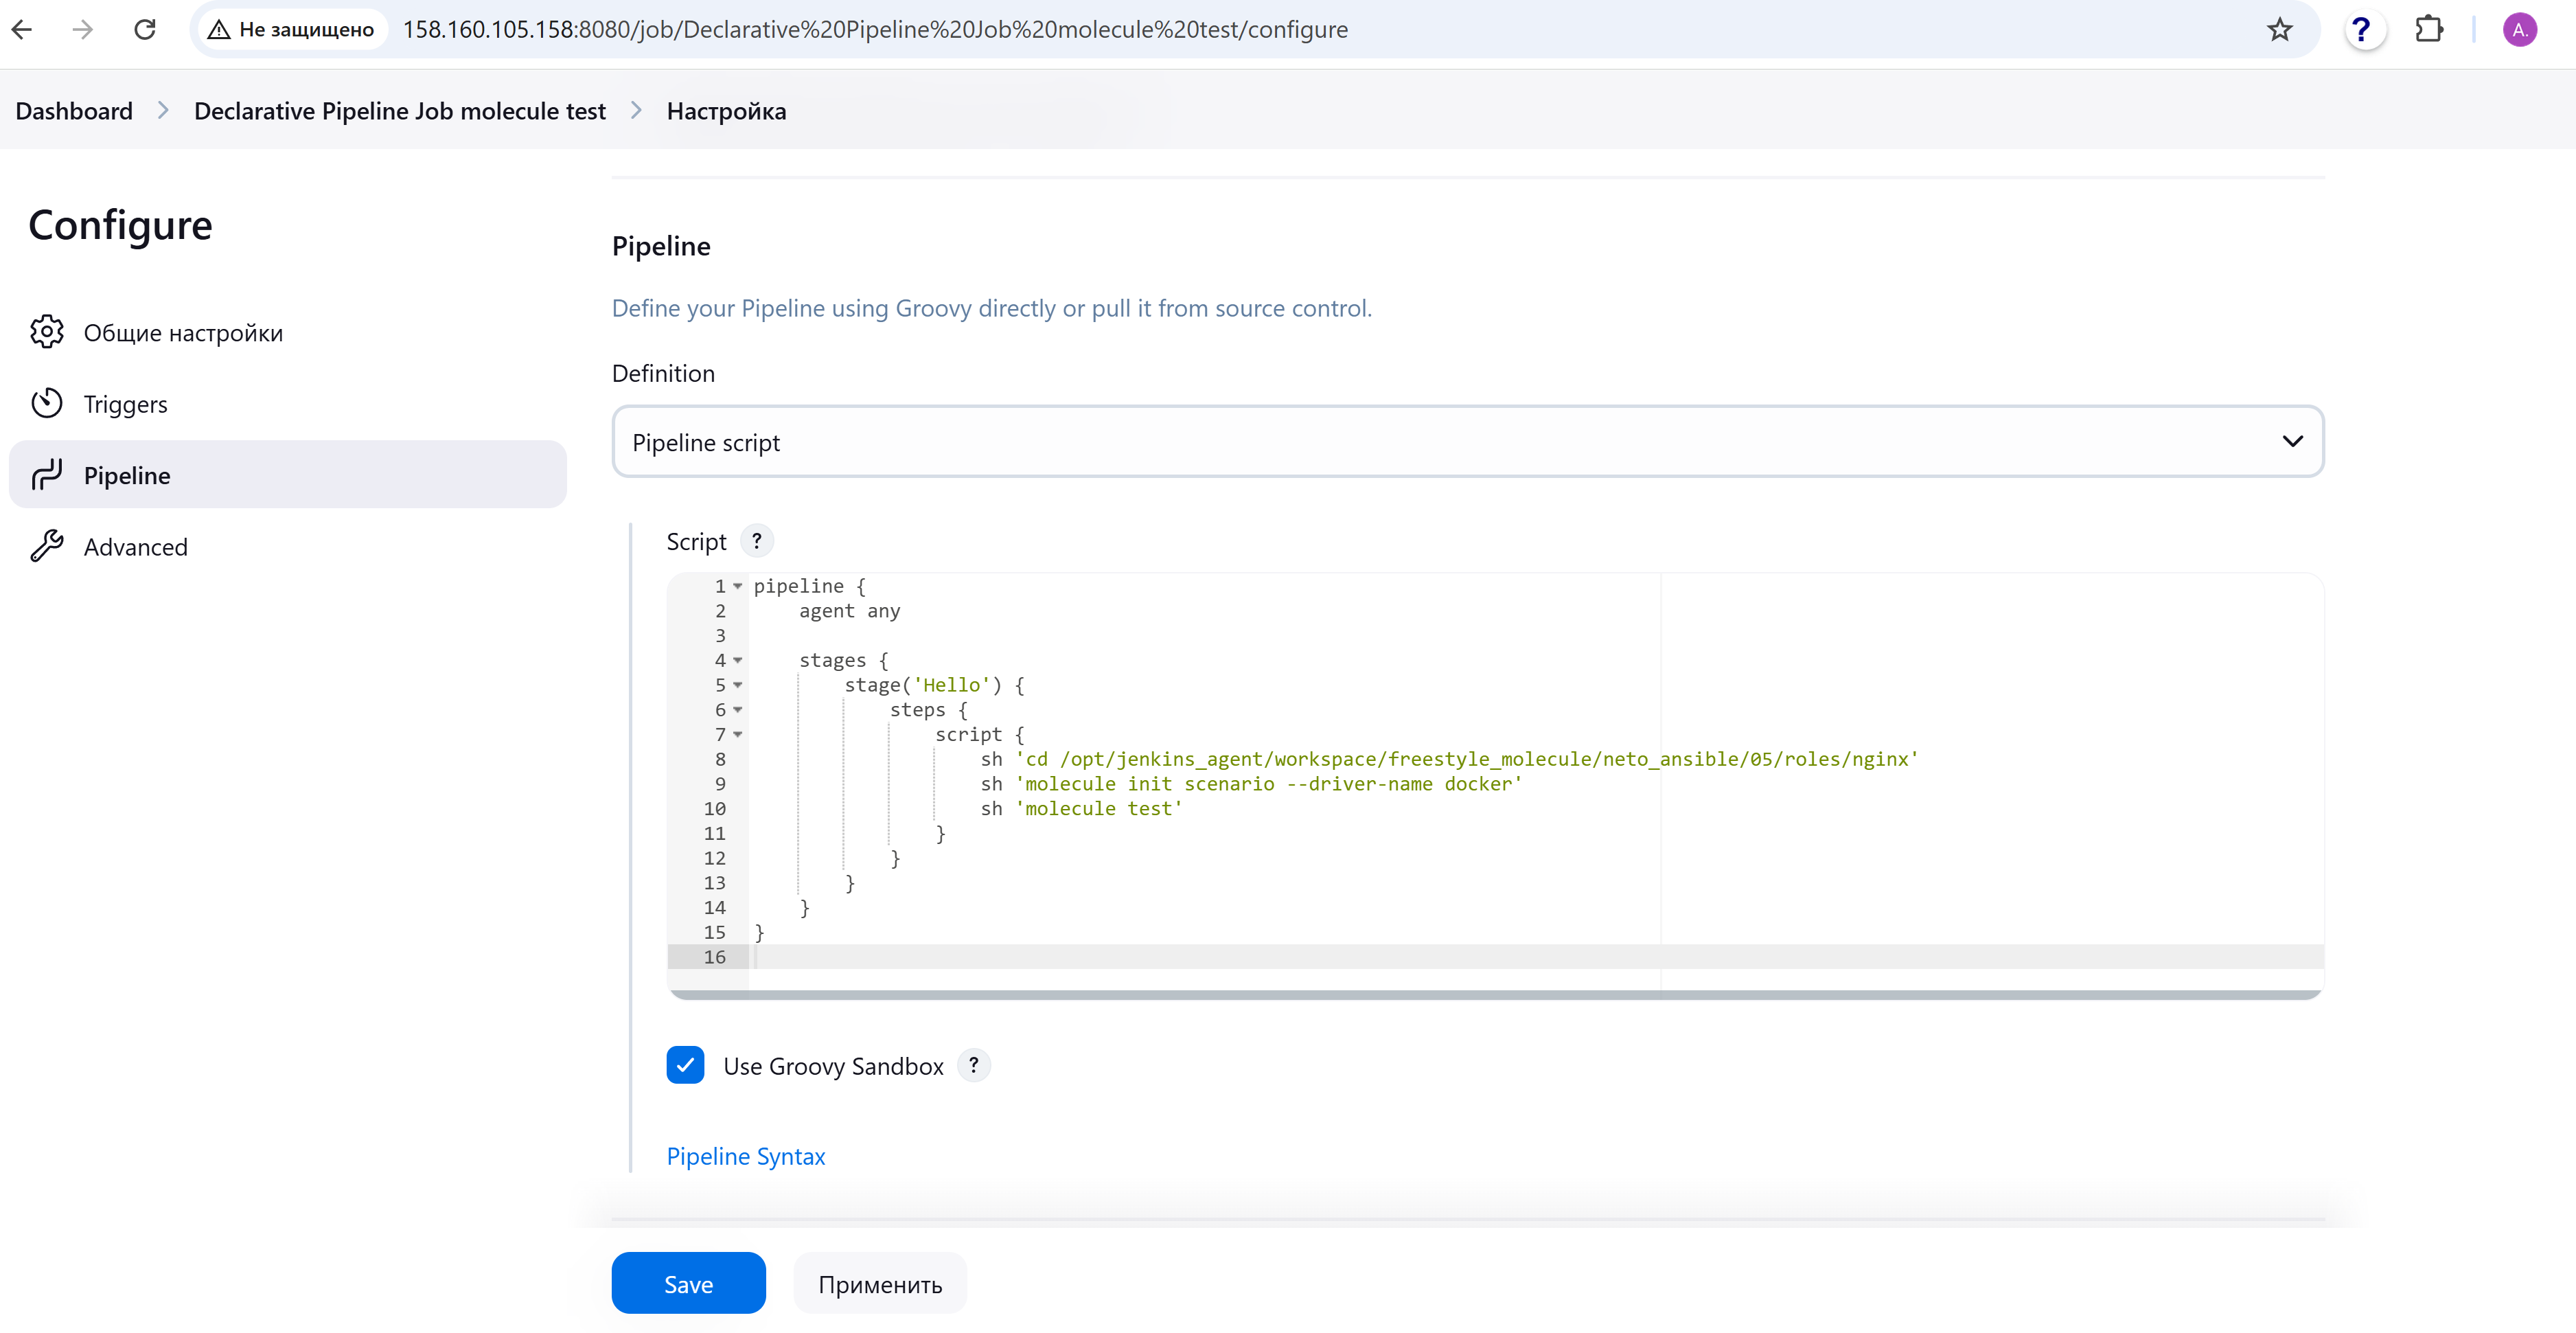 Не защищено 158.160.105.158:8080/job/Declarative%20Pipeline%20Job%20molecule%20test/configure ? A.
Dashboard > Declarative Pipeline Job molecule test > Настройка
Configure
Общие настройки
Triggers
Pipeline
Advanced
Pipeline
Define your Pipeline using Groovy directly or pull it from source control.
Definition
Pipeline script
Script ?
1 pipeline {
2     agent any
3
4     stages {
5         stage('Hello') {
6             steps {
7                 script {
8                     sh 'cd /opt/jenkins_agent/workspace/freestyle_molecule/neto_ansible/05/roles/nginx'
9                     sh 'molecule init scenario --driver-name docker'
10                     sh 'molecule test'
11                 }
12             }
13         }
14     }
15 }
16
Use Groovy Sandbox ?
Pipeline Syntax
Save Применить